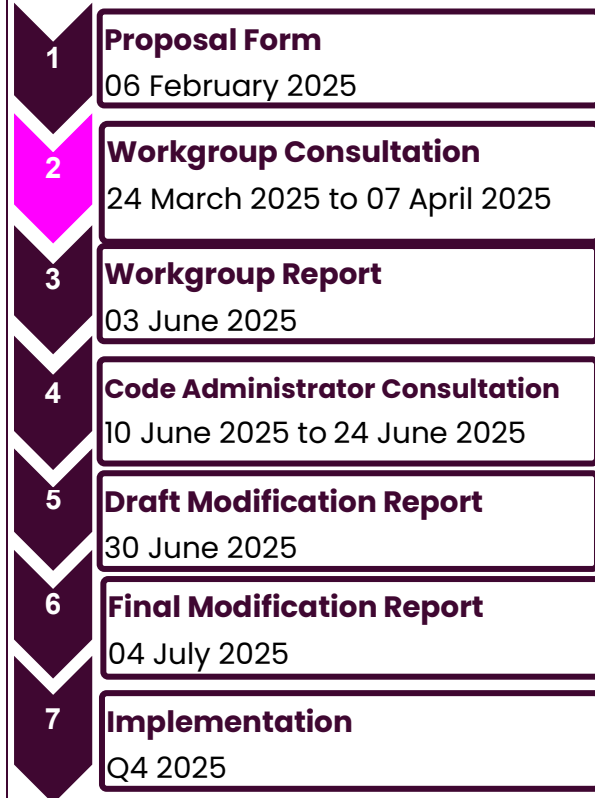 1
Proposal Form
06 February 2025
2
Workgroup Consultation
24 March 2025 to 07 April 2025
3
Workgroup Report
03 June 2025
4
Code Administrator Consultation
10 June 2025 to 24 June 2025
5
Draft Modification Report
30 June 2025
6
Final Modification Report
04 July 2025
7
Implementation
Q4 2025